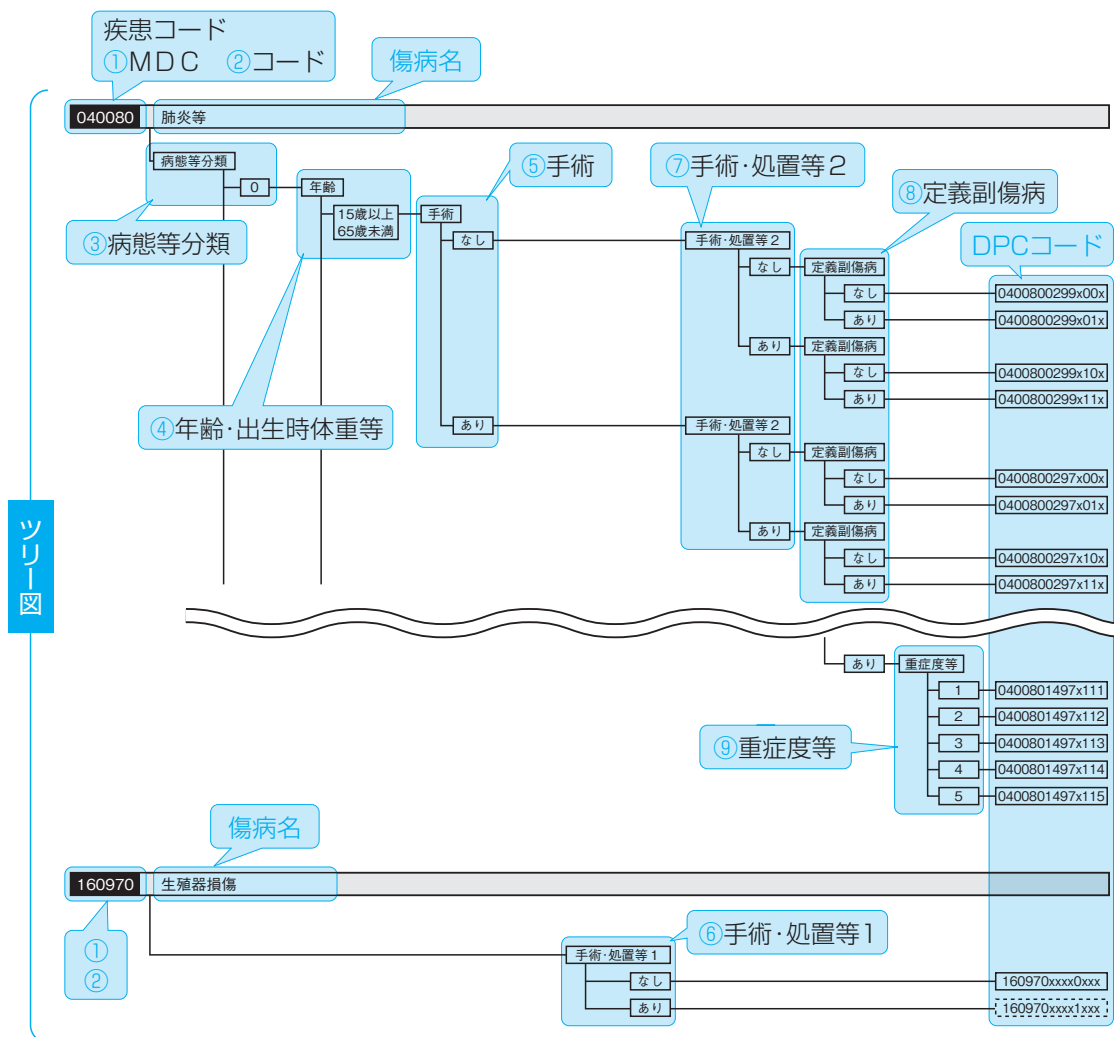 疾患コード
①MDC ②コード
傷病名
040080 肺炎等
病態等分類
0
年齢
15歳以上
65歳未満
手術
なし
あり
③病態等分類
④年齢・出生時体重等
⑤手術
⑦手術・処置等2
⑧定義副傷病
DPCコード
手術・処置等2
なし
定義副傷病
なし
0400800299x00x
あり
0400800299x01x
あり
定義副傷病
なし
0400800299x10x
あり
0400800299x11x
手術・処置等2
なし
定義副傷病
なし
0400800297x00x
あり
0400800297x01x
あり
定義副傷病
なし
0400800297x10x
あり
0400800297x11x
ツリー図
あり
重症度等
1
0400801497x111
2
0400801497x112
3
0400801497x113
4
0400801497x114
5
0400801497x115
⑨重症度等
傷病名
160970 生殖器損傷
①
②
⑥手術・処置等1
手術・処置等1
なし
160970xxxx0xxx
あり
160970xxxx1xxx